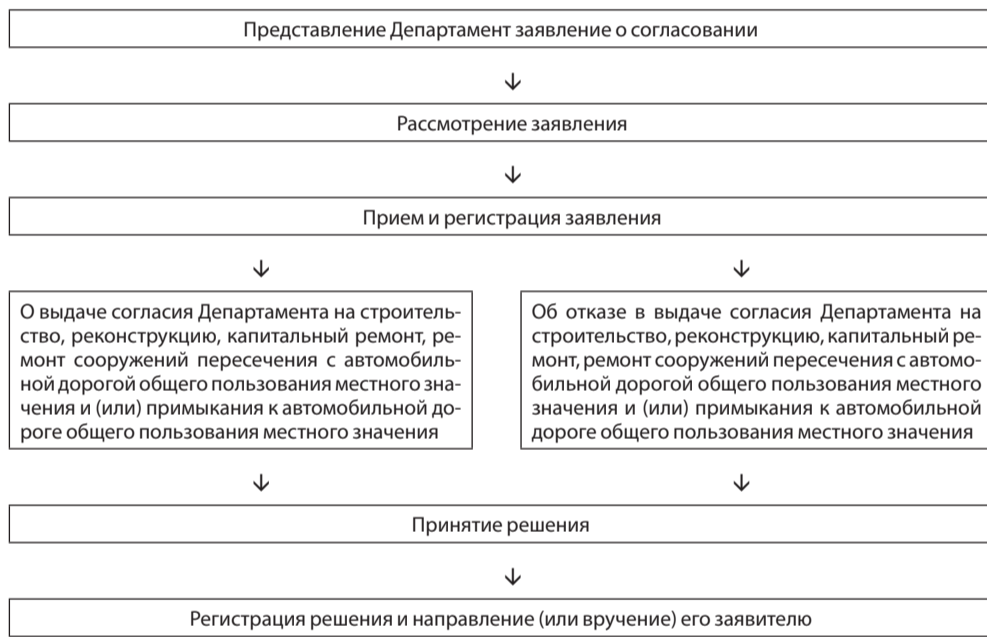 Представление Департамент заявление о согласовании
Рассмотрение заявления
Прием и регистрация заявления
О выдаче согласия Департамента на строитель-
ство, реконструкцию, капитальный ремонт, ре-
монт сооружений пересечения с автомобиль-
ной дорогой общего пользования местного зна-
чения и (или) примыкания к автомобильной до-
роге общего пользования местного значения
Об отказе в выдаче согласия Департамента на
строительство, реконструкцию, капитальный ре-
монт, ремонт сооружений пересечения с автомо-
бильной дорогой общего пользования местного
значения и (или) примыкания к автомобильной
дороге общего пользования местного значения
Принятие решения
Регистрация решения и направление (или вручение) его заявителю